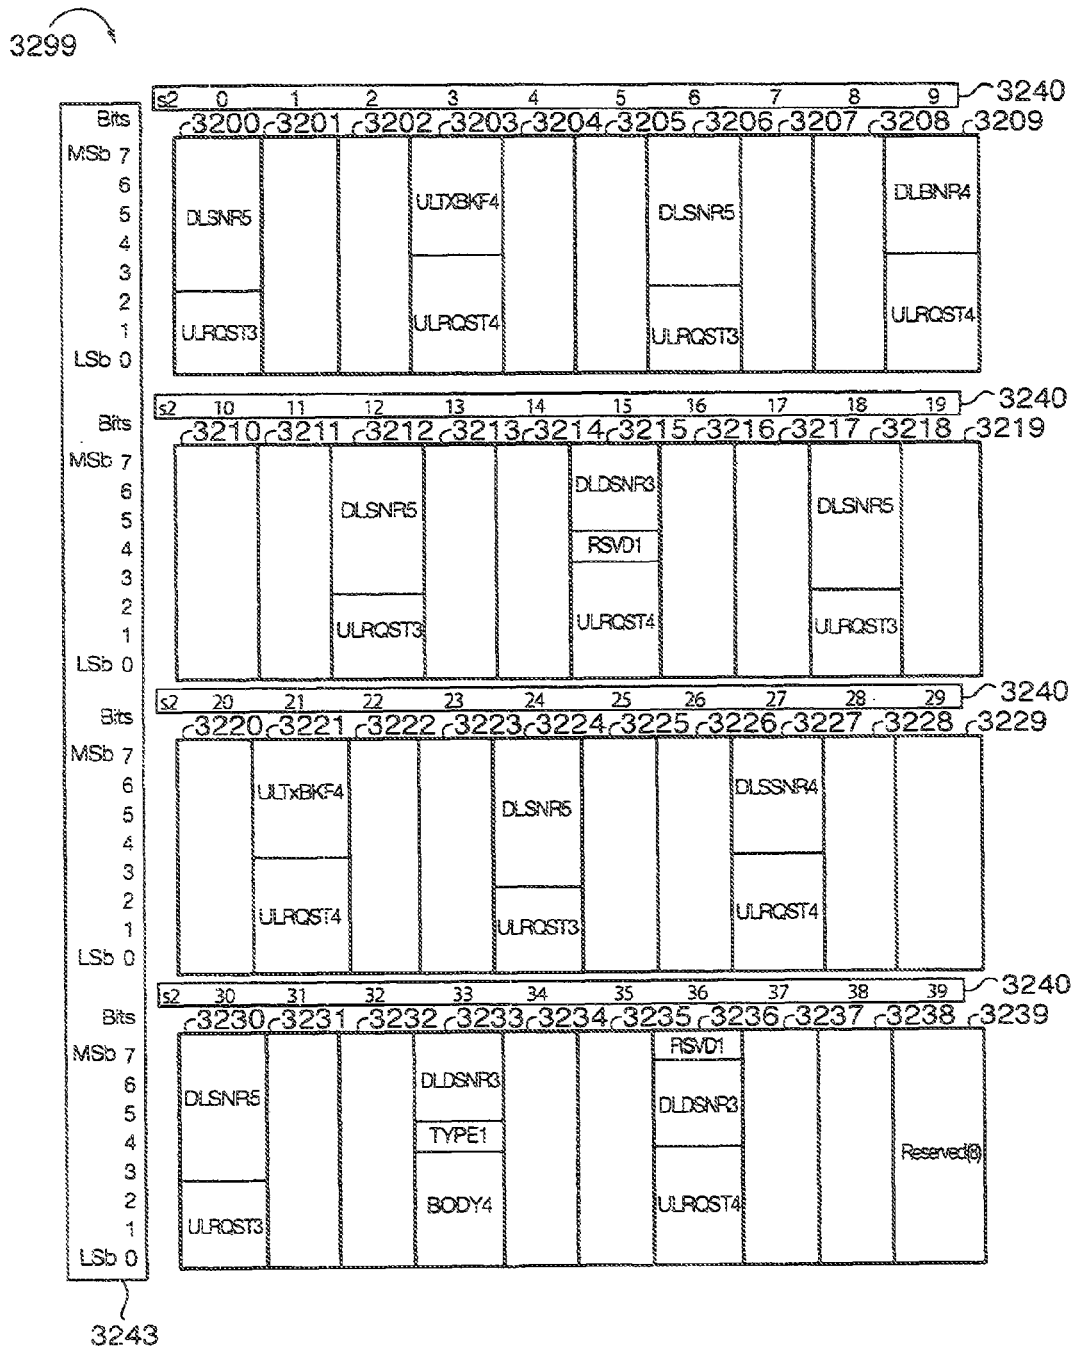 3299
s2 0 1 2 3 4 5 6 7 8 9 3240
Bits 3200 3201 3202 3203 3204 3205 3206 3207 3208 3209
MSb 7
6 ULTXBKF4 DLBNR4
5 DLSNR5 DLSNR5
4
3
2
1 ULRQST3 ULRQST4 ULRQST3 ULRQST4
LSb 0
s2 10 11 12 13 14 15 16 17 18 19 3240
Bits 3210 3211 3212 3213 3214 3215 3216 3217 3218 3219
MSb 7
6 DLDSNR3
5 DLSNR5 DLSNR5
4 RSVD1
3
2
1 ULRQST3 ULRQST4 ULRQST3
LSb 0
s2 20 21 22 23 24 25 26 27 28 29 3240
Bits 3220 3221 3222 3223 3224 3225 3226 3227 3228 3229
MSb 7
6 ULTxBKF4 DLSSNR4
5 DLSNR5
4
3
2
1 ULRQST4 ULRQST3 ULRQST4
LSb 0
s2 30 31 32 33 34 35 36 37 38 39 3240
Bits 3230 3231 3232 3233 3234 3235 3236 3237 3238 3239
MSb 7 RSVD1
6 DLSNR5 DLDSNR3
5 DLDSNR3
4 TYPE1 Reserved(8)
3
2 BODY4 ULRQST4
1 ULRQST3
LSb 0
3243